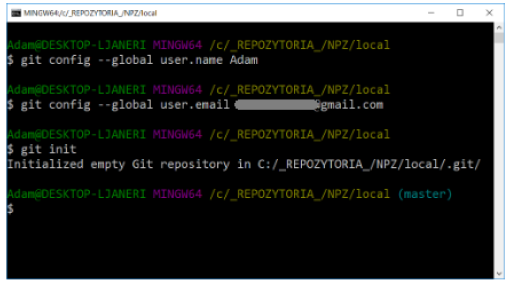 MINGW64:/c/_REPOZYTORIA_/NPZ/local
Adam@DESKTOP-LJANERI MINGW64 /c/_REPOZYTORIA_/NPZ/local
$ git config --global user.name Adam
Adam@DESKTOP-LJANERI MINGW64 /c/_REPOZYTORIA_/NPZ/local
$ git config --global user.email @gmail.com
Adam@DESKTOP-LJANERI MINGW64 /c/_REPOZYTORIA_/NPZ/local
$ git init
Initialized empty Git repository in C:/_REPOZYTORIA_/NPZ/local/.git/
Adam@DESKTOP-LJANERI MINGW64 /c/_REPOZYTORIA_/NPZ/local (master)
$